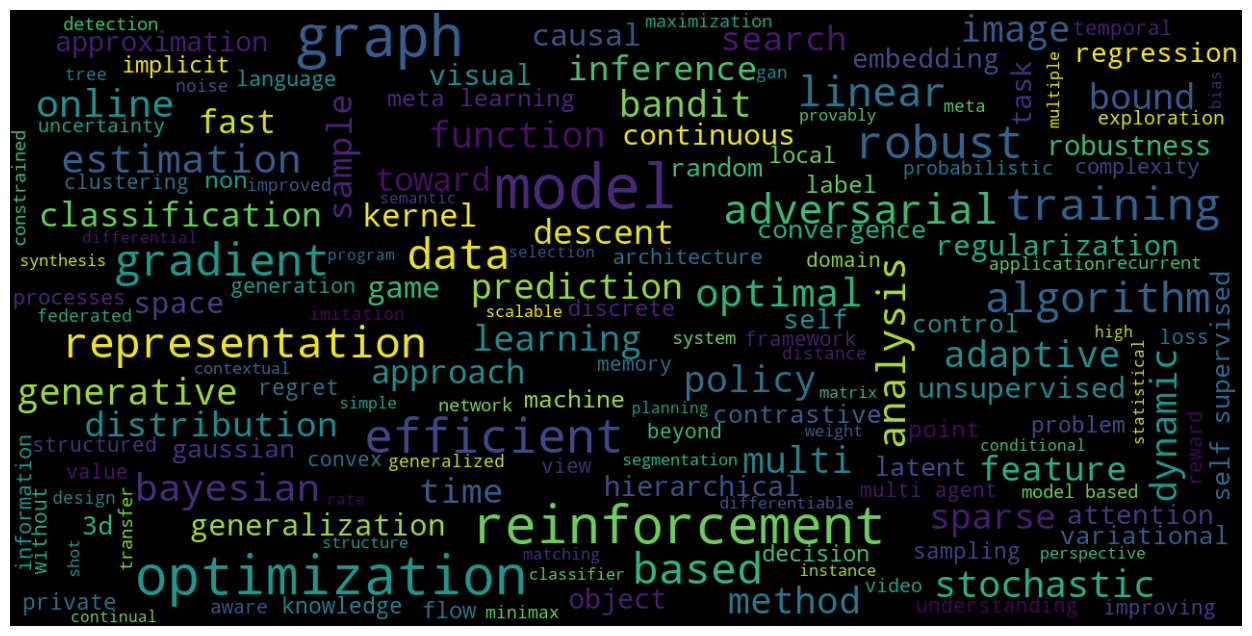 detection
approximation
graph
causal
maximization
search
image
temporal
implicit
tree
noise
language
visual
inference
gan
embedding
regression
online
uncertainty
fast
sample
meta learning
bandit
linear
meta
provably
task
multiple
bound
bias
exploration
function
continuous
robust
robustness
constrained
estimation
clustering
non
improved
toward
semantic
model
random
local
label
probabilistic
complexity
classification
kernel
descent
adversarial
convergence
training
regularization
differential
synthesis
gradient
program
data
selection
architecture
domain
application
recurrent
processes
space
generation
game
prediction
scalable
discrete
optimal
analysis
algorithm
federated
imitation
self
control
high
loss
representation
learning
system
framework
distance
adaptive
dynamic
statistical
self supervised
contextual
approach
memory
policy
matrix
unsupervised
generative
regret
simple
network
machine
planning
contrastive
distribution
efficient
beyond
weight
point
problem
reward
structured
gaussian
convex
generalized
view
segmentation
multi
latent
conditional
feature
information
without
value
design
bayesian
rate
time
hierarchical
differentiable
multi agent
model based
3d
transfer
generalization
structure
reinforcement
sparse
attention
variational
shot
matching
decision
sampling
perspective
optimization
classifier
based
instance
video
stochastic
private
continual
aware
knowledge
flow
minimax
object
method
understanding
improving